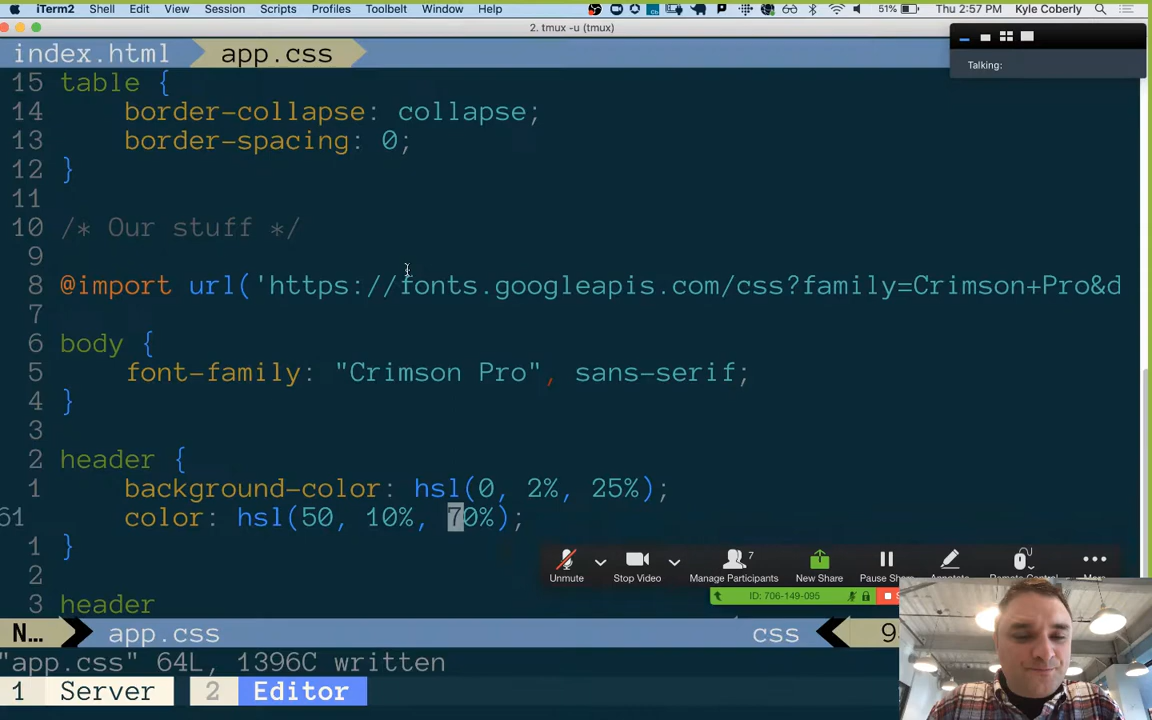 iTerm2 Shell Edit View Session Scripts Profiles Toolbelt Window Help 51% Thu 2:57 PM Kyle Coberly
2. tmux -u (tmux)
index.html app.css
Talking:
15 table {
14 border-collapse: collapse;
13 border-spacing: 0;
12 }
11
10 /* Our stuff */
9
8 @import url('https://fonts.googleapis.com/css?family=Crimson+Pro&d
7
6 body {
5 font-family: "Crimson Pro", sans-serif;
4 }
3
2 header {
1 background-color: hsl(0, 2%, 25%);
61 color: hsl(50, 10%, 70%);
1 }
2
3 header
7
Unmute Stop Video Manage Participants New Share Pause
ID: 706-149-095
N... app.css css 9
"app.css" 64L, 1396C written
1 Server 2 Editor